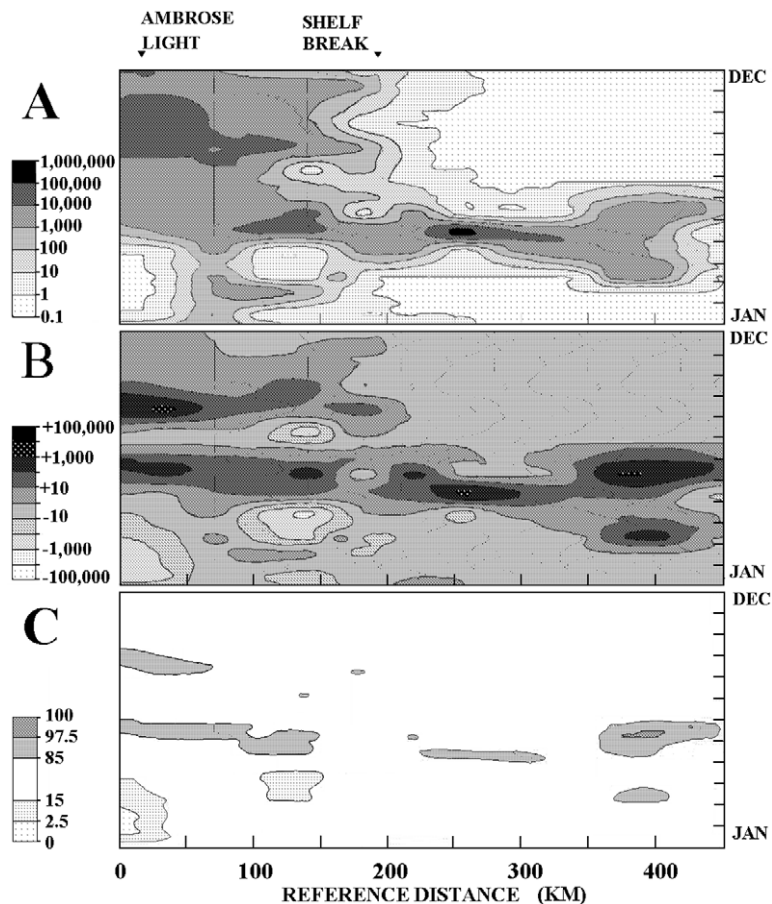 AMBROSE
LIGHT
SHELF
BREAK
A
DEC
1,000,000
100,000
10,000
1,000
100
10
1
0.1
JAN
B
DEC
+100,000
+1,000
+10
-10
-1,000
-100,000
JAN
C
DEC
100
97.5
85
15
2.5
0
JAN
0 100 200 300 400
REFERENCE DISTANCE (KM)